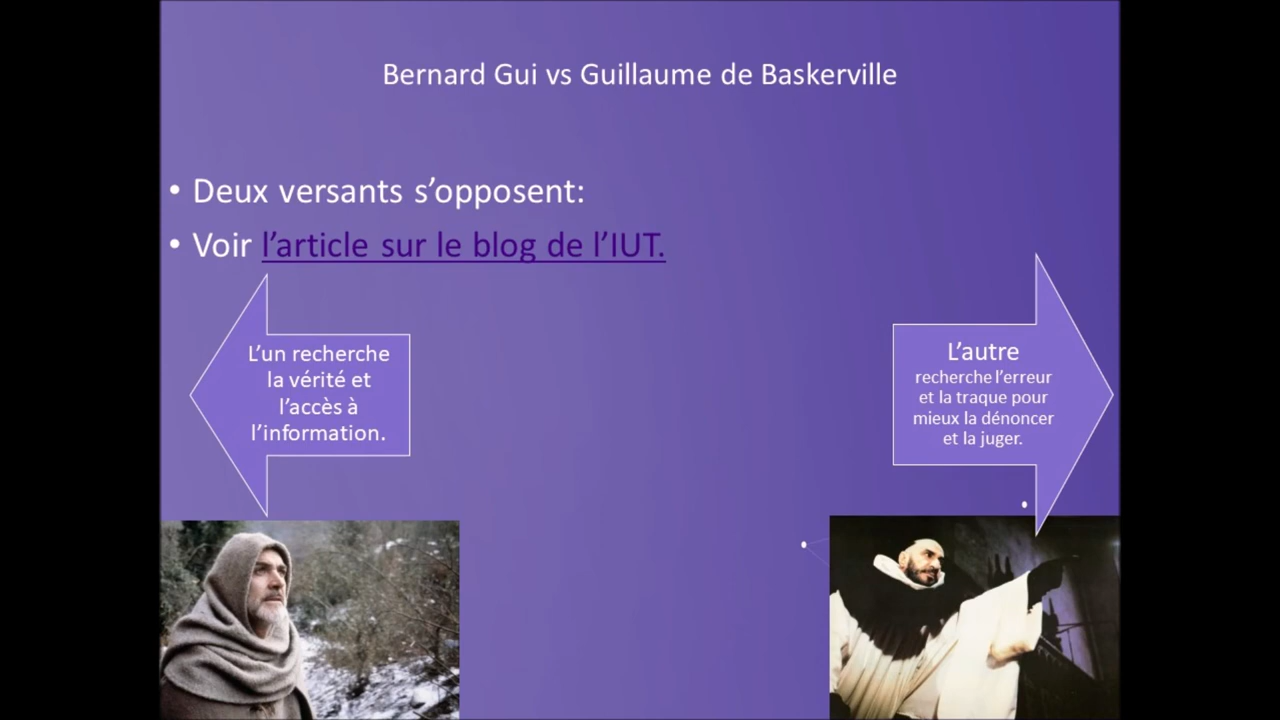 Bernard Gui vs Guillaume de Baskerville
• Deux versants s’opposent:
• Voir l’article sur le blog de l’IUT.
L’un recherche
la vérité et
l’accès à
l’information.
L’autre
recherche l’erreur
et la traque pour
mieux la dénoncer
et la juger.